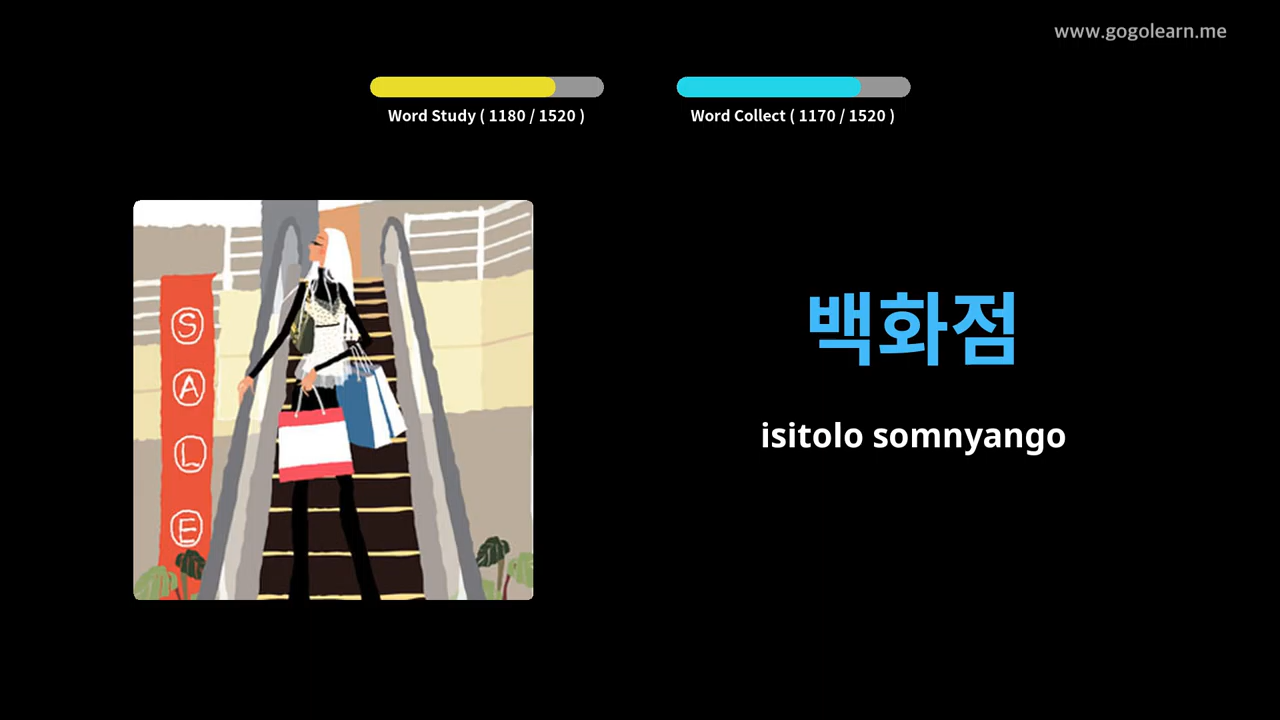 www.gogolearn.me
Word Study ( 1180 / 1520 )
Word Collect ( 1170 / 1520 )
S
A
L
E
백화점
isitolo somnyango